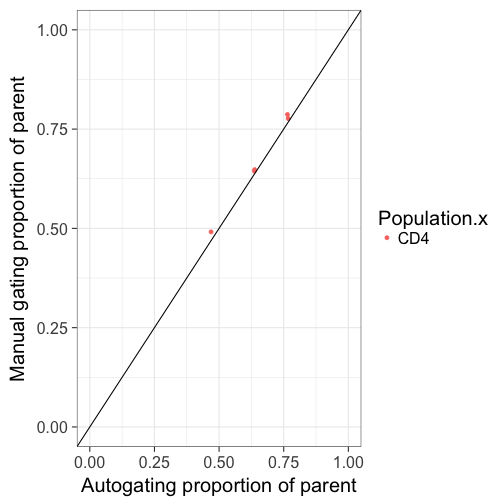 Manual gating proportion of parent
1.00
0.75
0.50
0.25
0.00
0.00 0.25 0.50 0.75 1.00
Autogating proportion of parent
Population.x
CD4